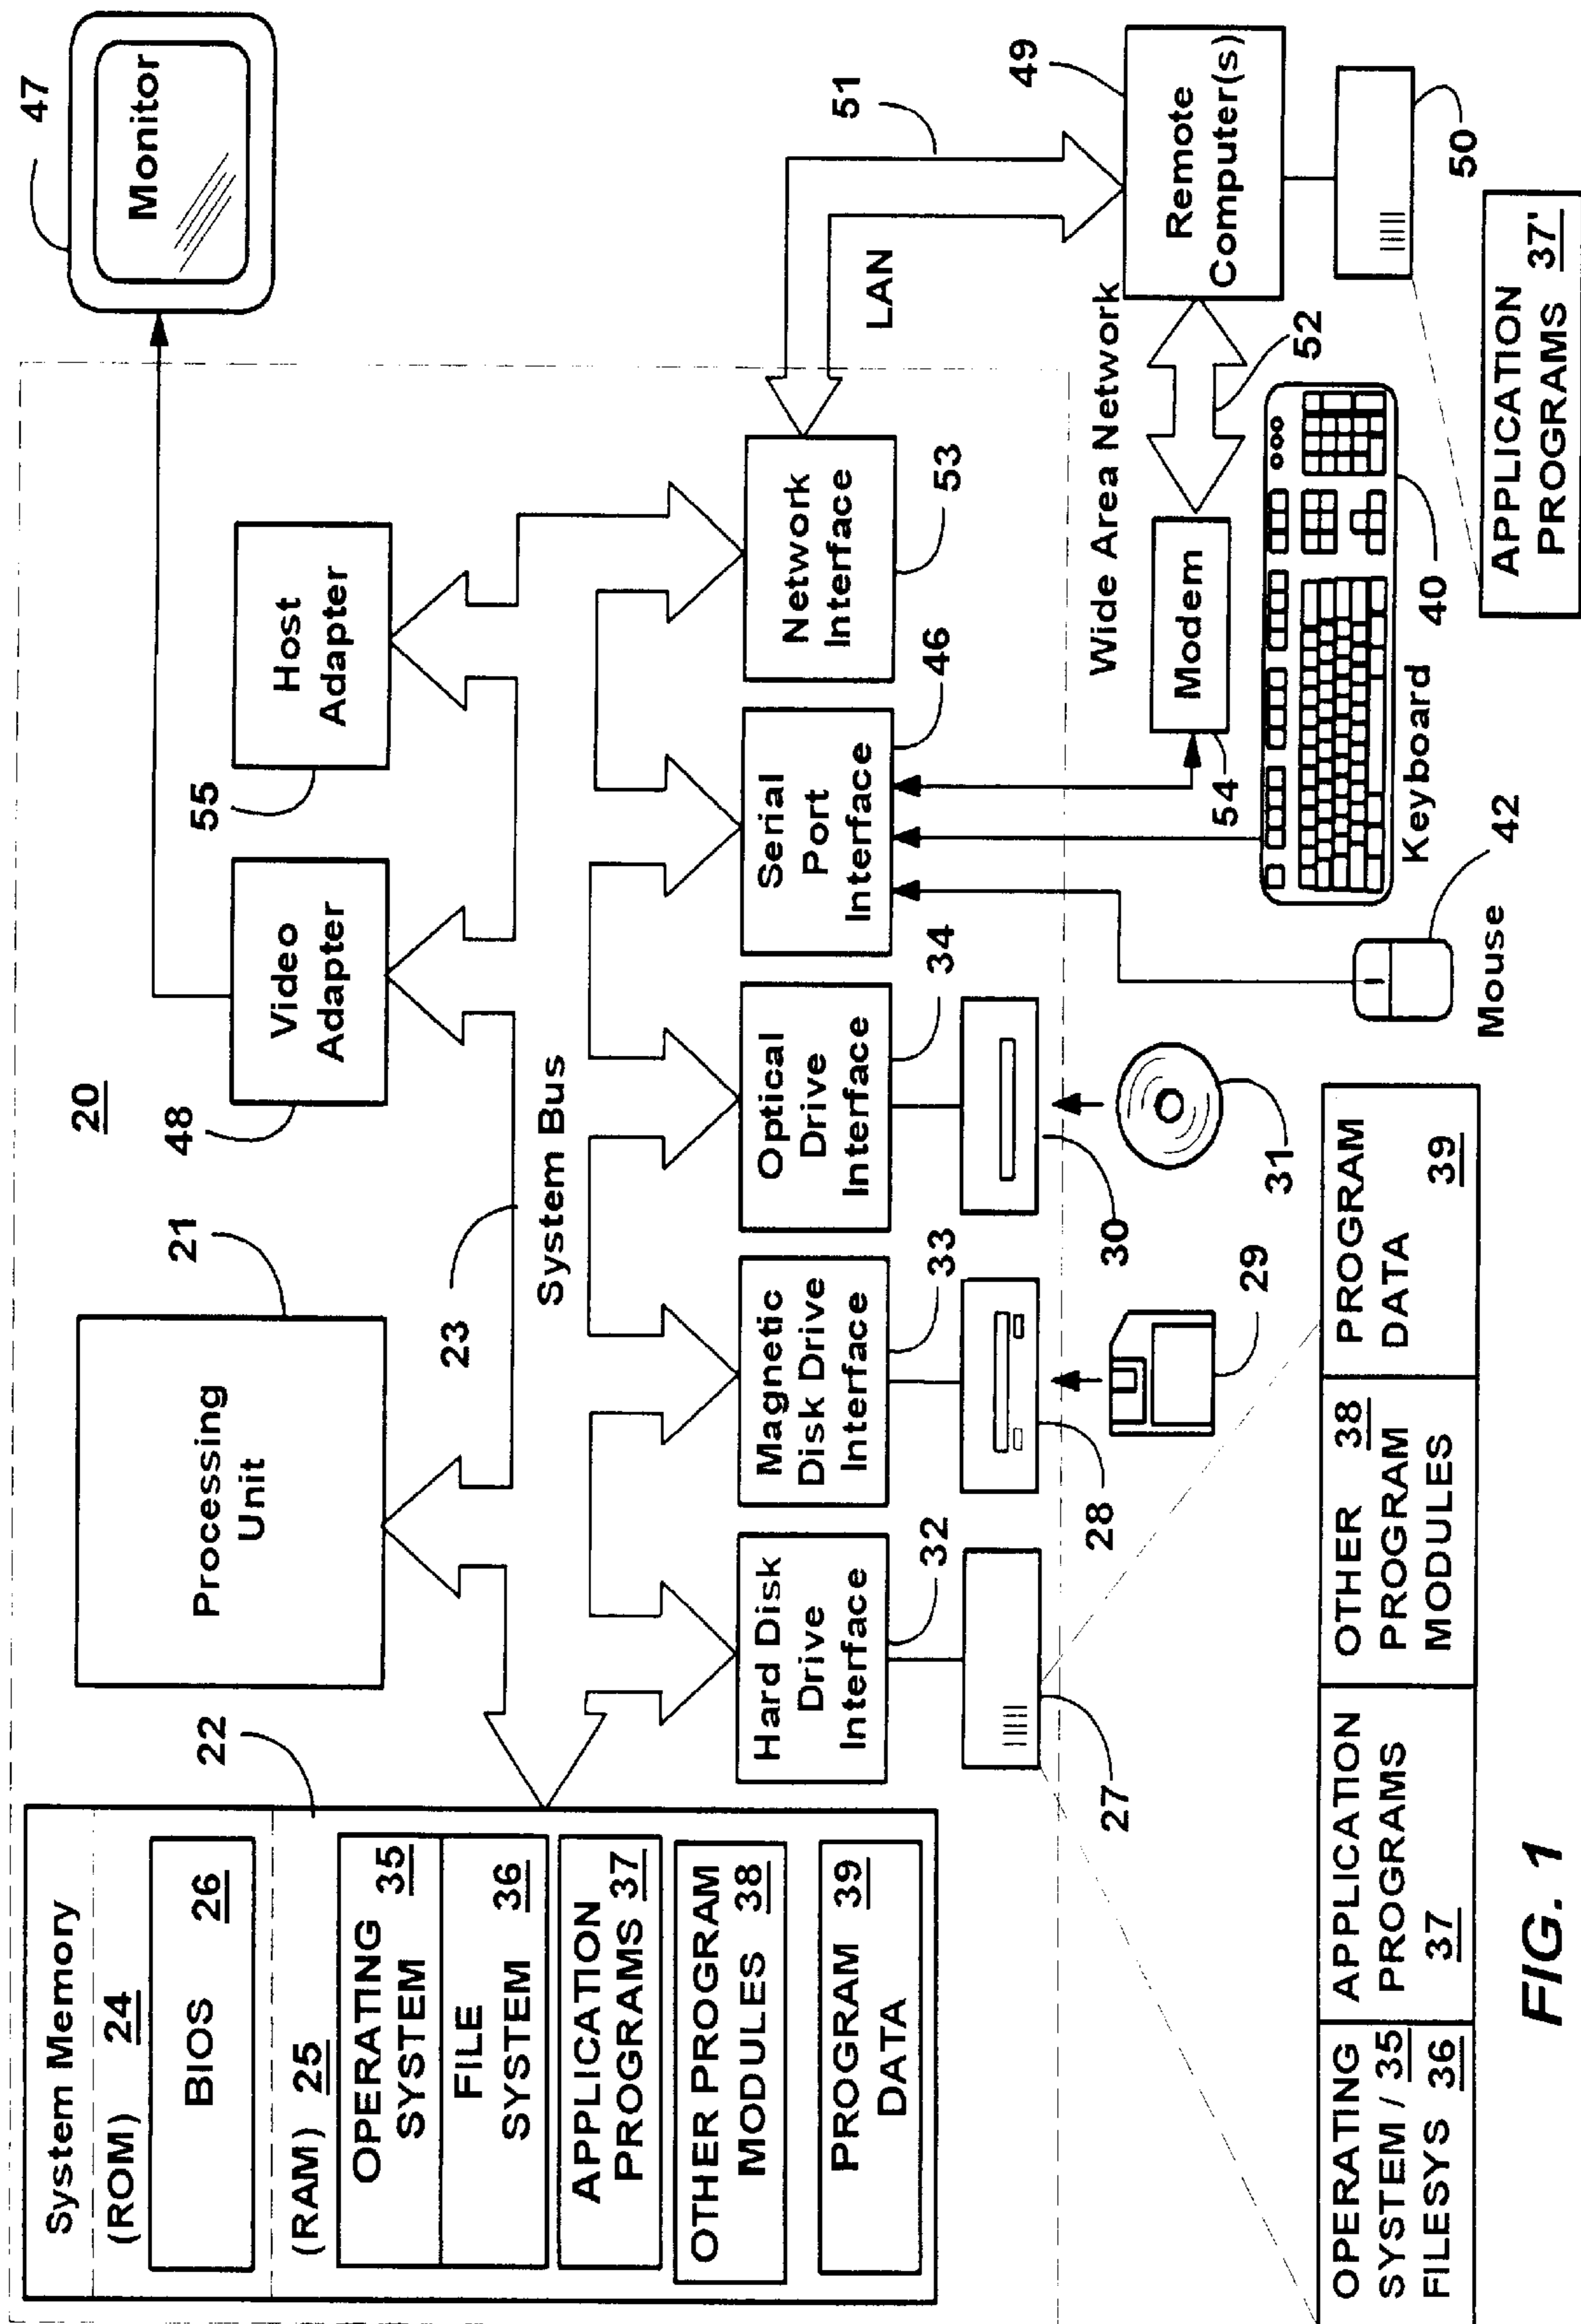 System Memory
(ROM) 24
BIOS 26
(RAM) 25
OPERATING
SYSTEM 35
FILE
SYSTEM 36
APPLICATION
PROGRAMS 37
OTHER PROGRAM
MODULES 38
PROGRAM 39
DATA
22
Processing
Unit
21
20
48
Video
Adapter
55
Host
Adapter
47
Monitor
23
System Bus
Hard Disk
Drive
Interface
32
Magnetic
Disk Drive
Interface
33
Optical
Drive
Interface
34
Serial
Port
Interface
46
Network
Interface
53
LAN
51
27
28
29
30
31
Mouse
42
Keyboard
40
54
Modem
Wide Area Network
52
49
Remote
Computer(s)
50
APPLICATION
PROGRAMS 37'
OPERATING
SYSTEM / 35
FILESYS 36
APPLICATION
PROGRAMS
37
OTHER 38
PROGRAM
MODULES
PROGRAM
DATA
39
FIG. 1